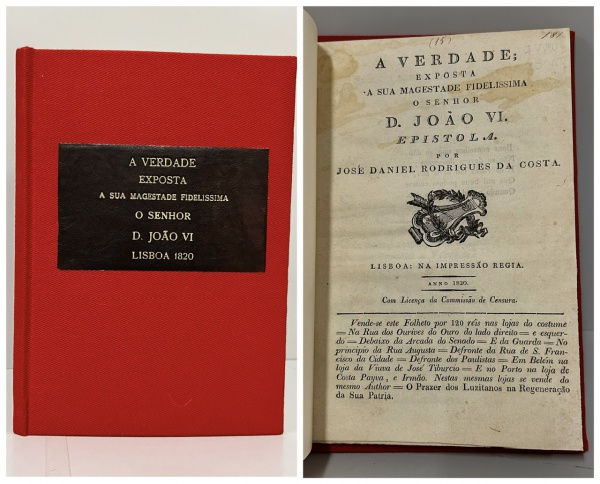 A VERDADE
EXPOSTA
A SUA MAGESTADE FIDELISSIMA
O SENHOR
D. JOÃO VI
LISBOA 1820
(15)
A VERDADE;
EXPOSTA
A SUA MAGESTADE FIDELISSIMA
O SENHOR
D. JOÃO VI.
EPISTOLA.
POR
JOSÉ DANIEL RODRIGUES DA COSTA.
LISBOA: NA IMPRESSÃO REGIA.
ANNO 1820.
Com Licença da Commissão de Censura.
Vende-se este Folheto por 120 réis nas lojas do costume
= Na Rua dos Ourives do Ouro do lado direito = e esquer-
do = Debaixo da Arcada do Senado = E da Guarda = No
principio da Rua Augusta = Defronte da Rua de S. Fran-
cisco da Cidade = Defronte dos Paulistas = Em Belém na
loja da Viuva de José Tiburcio = E no Porto na loja de
Costa Payva, e Irmão. Nestas mesmas lojas se vende do
mesmo Author = O Prazer dos Luzitanos na Regeneração
da Sua Patria.